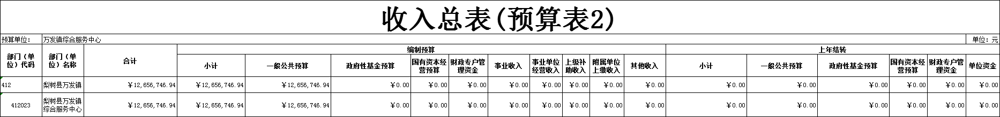 收入总表(预算表2)
预算单位: 万发镇综合服务中心 单位: 元
部门（单位）代码 部门（单位）名称 合计 编制预算 上年结转
小计 一般公共预算 政府性基金预算 国有资本经营预算 财政专户管理资金 事业收入 事业单位经营收入 上级补助收入 附属单位上缴收入 其他收入 小计 一般公共预算 政府性基金预算 国有资本经营预算 财政专户管理资金 单位资金
412 梨树县万发镇 ￥12,656,746.94 ￥12,656,746.94 ￥12,656,746.94 ￥0.00 ￥0.00 ￥0.00 ￥0.00 ￥0.00 ￥0.00 ￥0.00 ￥0.00 ￥0.00 ￥0.00 ￥0.00 ￥0.00 ￥0.00 ￥0.00
412023 梨树县万发镇综合服务中心 ￥12,656,746.94 ￥12,656,746.94 ￥12,656,746.94 ￥0.00 ￥0.00 ￥0.00 ￥0.00 ￥0.00 ￥0.00 ￥0.00 ￥0.00 ￥0.00 ￥0.00 ￥0.00 ￥0.00 ￥0.00 ￥0.00